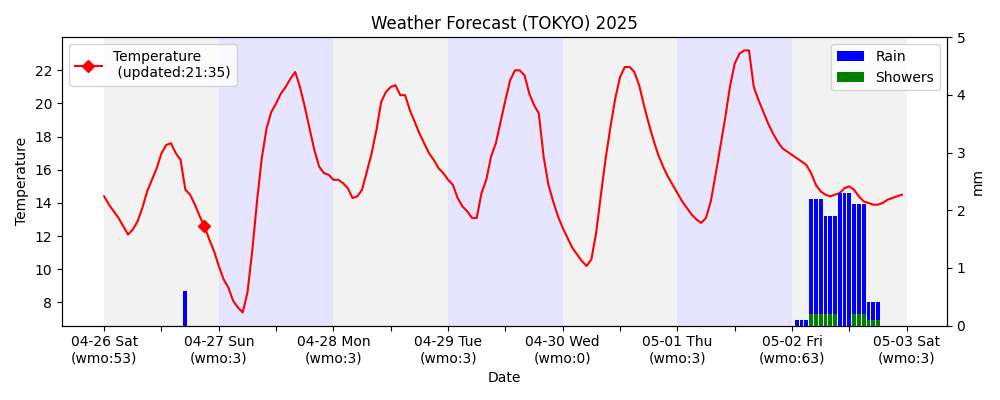 Weather Forecast (TOKYO) 2025
Temperature
(updated:21:35)
Rain
Showers
Temperature
22
20
18
16
14
12
10
8
5
4
3
2
1
0
mm
04-26 Sat
(wmo:53)
04-27 Sun
(wmo:3)
04-28 Mon
(wmo:3)
04-29 Tue
(wmo:3)
04-30 Wed
(wmo:0)
05-01 Thu
(wmo:3)
05-02 Fri
(wmo:63)
05-03 Sat
(wmo:3)
Date